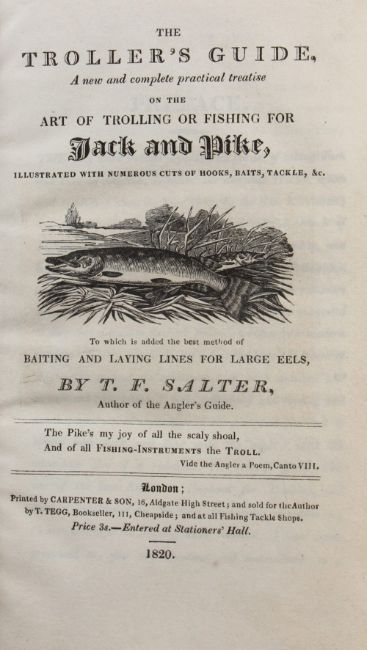 THE
TROLLER'S GUIDE,
A new and complete practical treatise
ON THE
ART OF TROLLING OR FISHING FOR
Jack and Pike,
ILLUSTRATED WITH NUMEROUS CUTS OF HOOKS, BAITS, TACKLE, &c.
To which is added the best method of
BAITING AND LAYING LINES FOR LARGE EELS,
BY T. F. SALTER,
Author of the Angler's Guide.
The Pike's my joy of all the scaly shoal,
And of all FISHING-INSTRUMENTS the TROLL.
Vide the Angler a Poem, Canto VIII.
London:
Printed by CARPENTER & SON, 16, Aldgate High Street; and sold for the Author
by T. TEGG, Bookseller, 111, Cheapside; and at all Fishing Tackle Shops.
Price 3s.—Entered at Stationers' Hall.
1820.